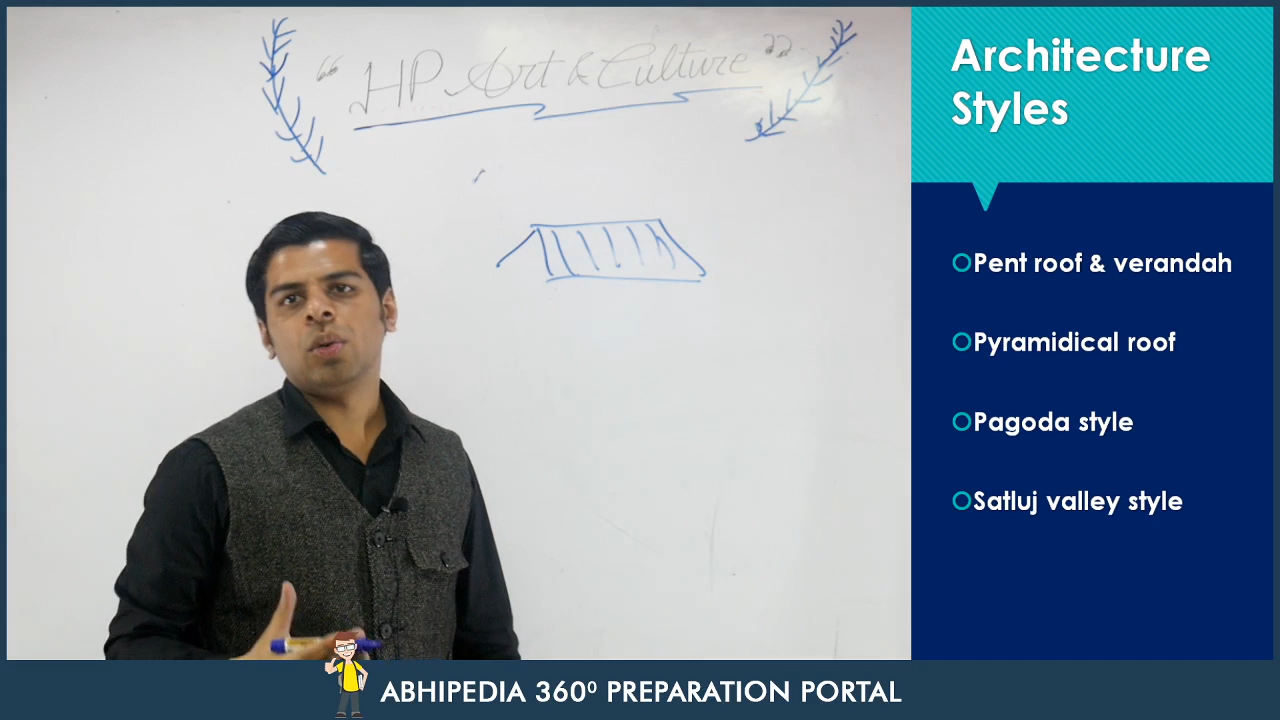 “HP Art & Culture”
Architecture
Styles
Pent roof & verandah
Pyramidical roof
Pagoda style
Satluj valley style
ABHIPEDIA 360⁰ PREPARATION PORTAL